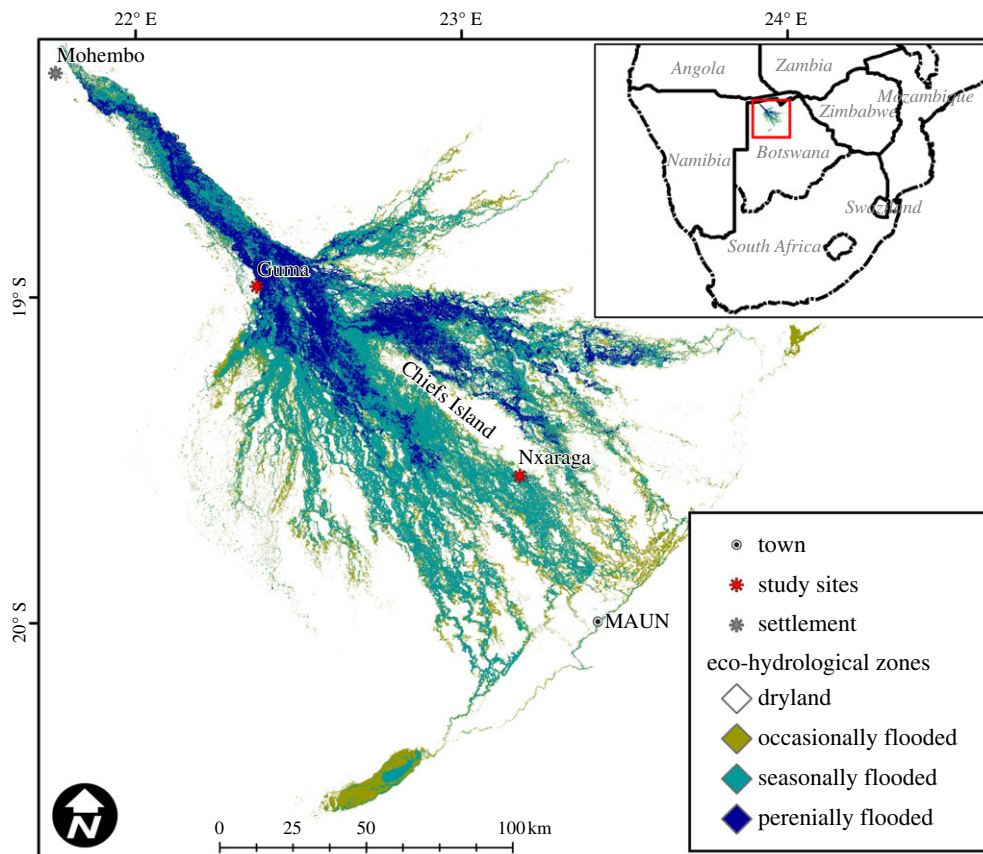 22° E
23° E
24° E
Mohembo
Angola
Zambia
Mozambique
Zimbabwe
Namibia
Botswana
Swaziland
South Africa
Guma
19° S
Chiefs Island
Nxaraga
20° S
MAUN
town
study sites
settlement
eco-hydrological zones
dryland
occasionally flooded
seasonally flooded
perenially flooded
N
0 25 50 100 km